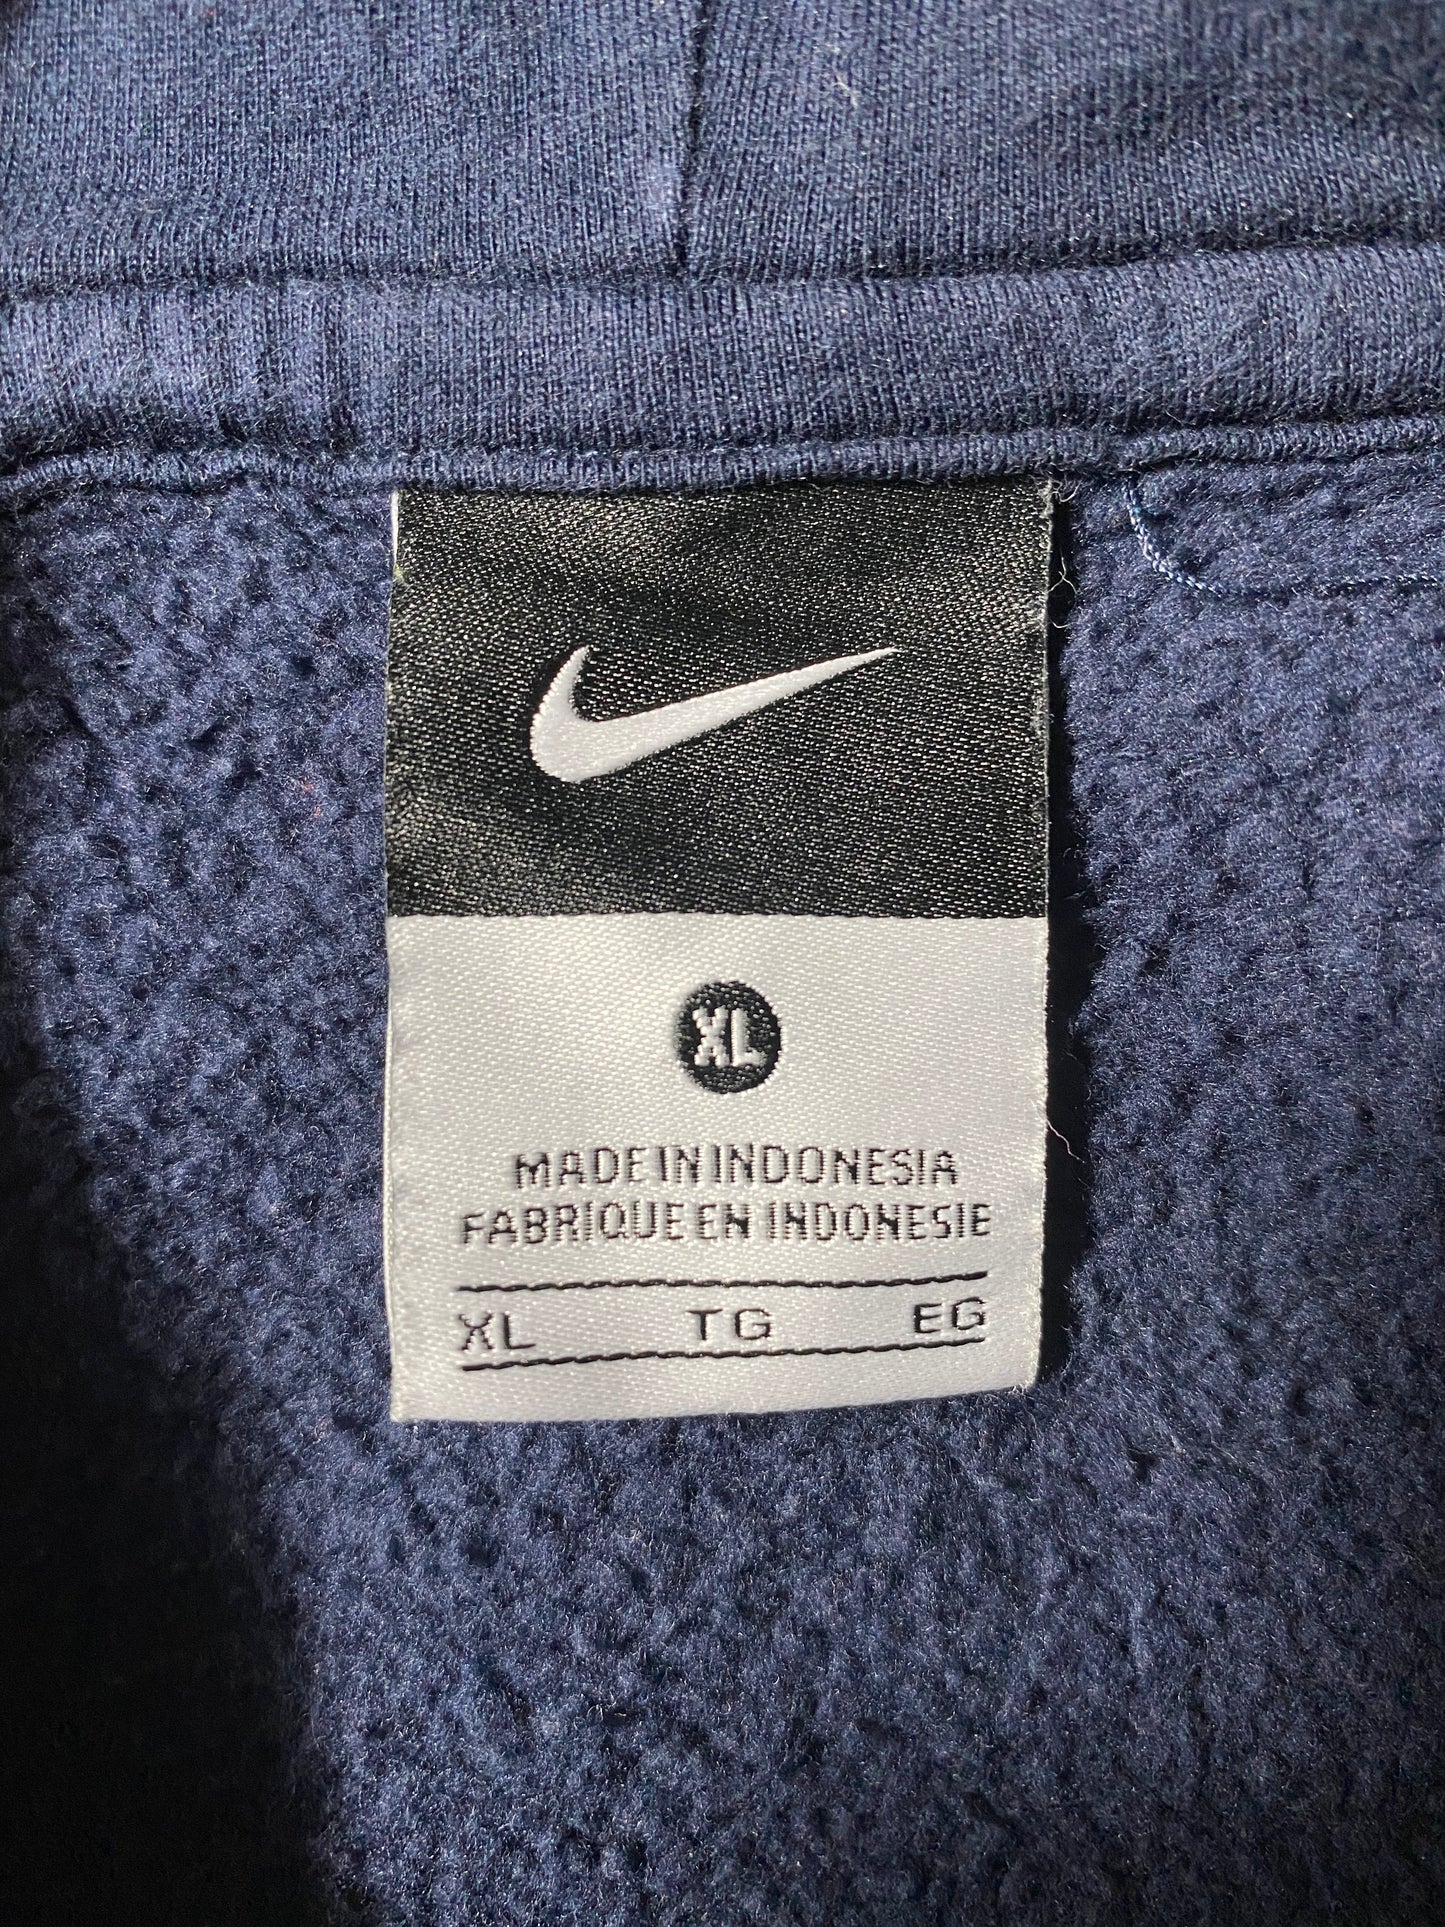 XL
MADE IN INDONESIA
FABRIQUE EN INDONESIE
XL TG EG